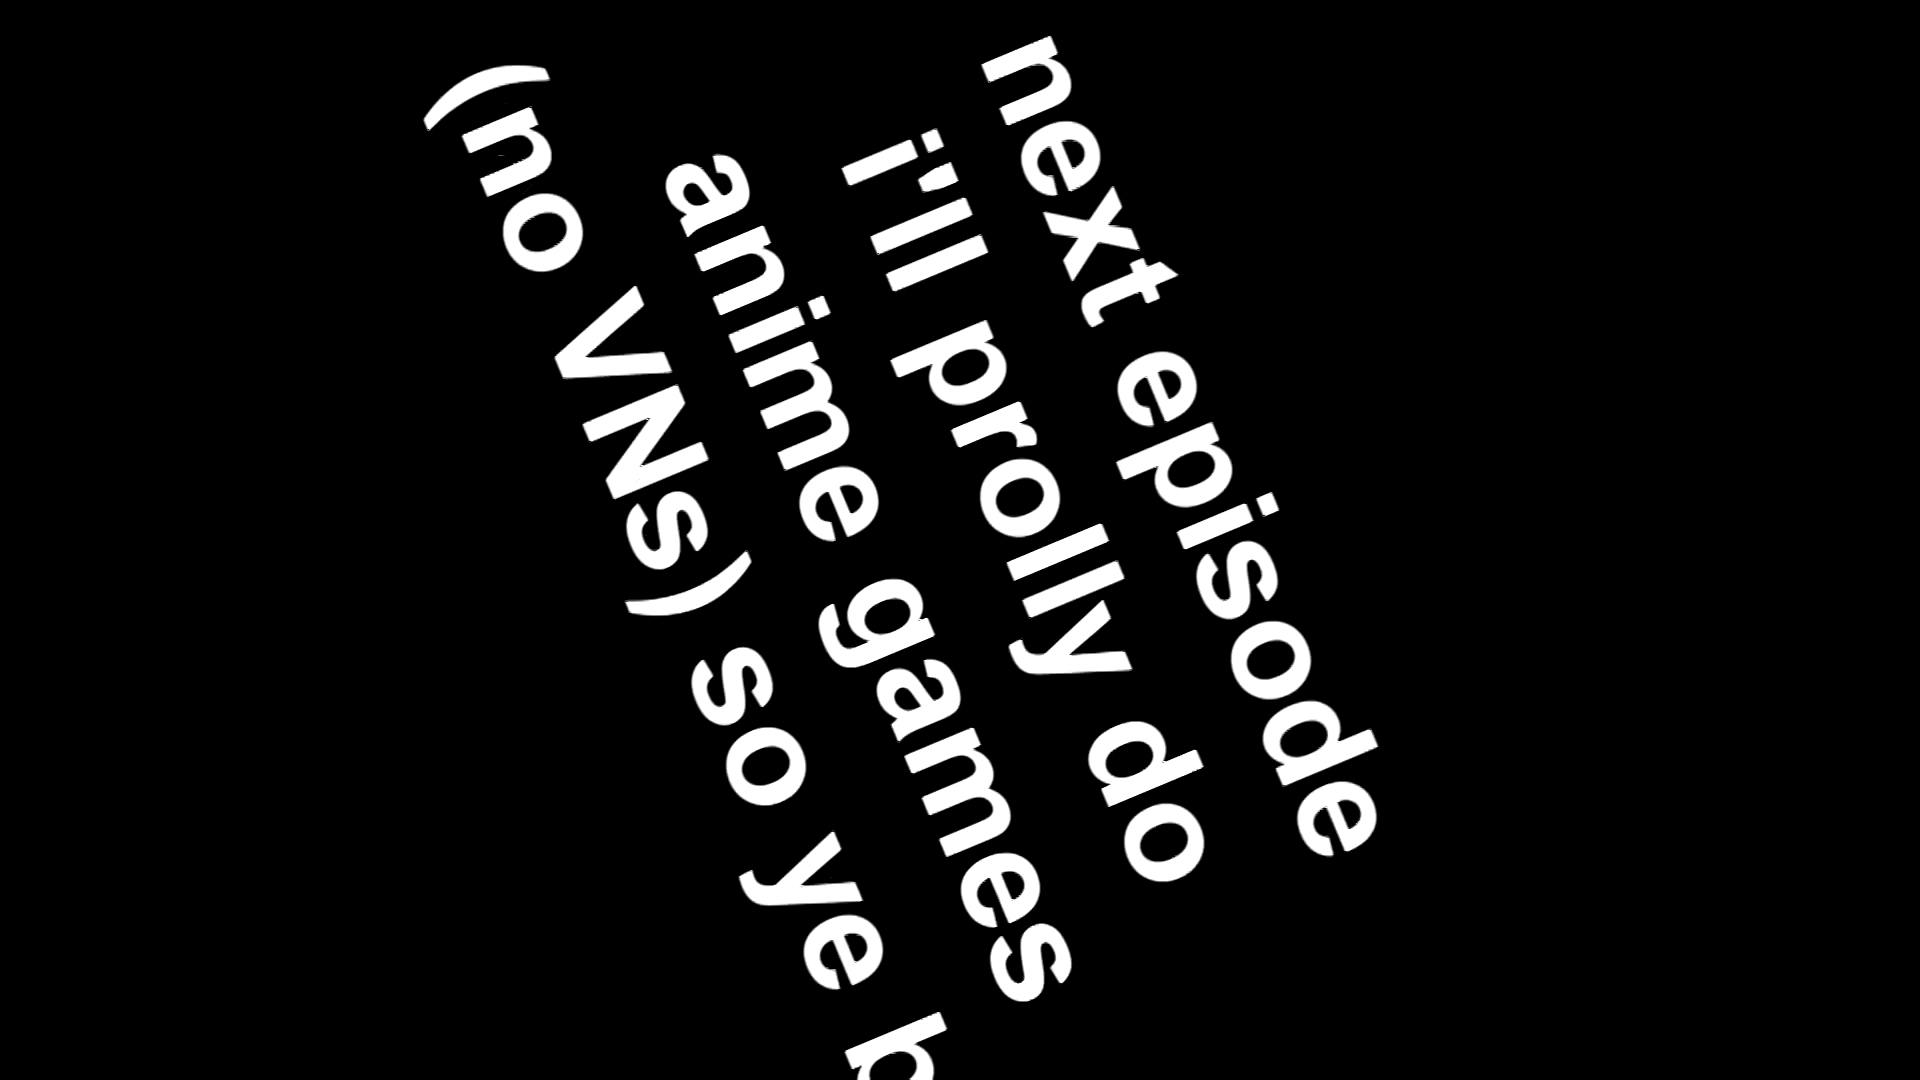 next episode
i'll prolly do
anime games
(no VNs) so ye